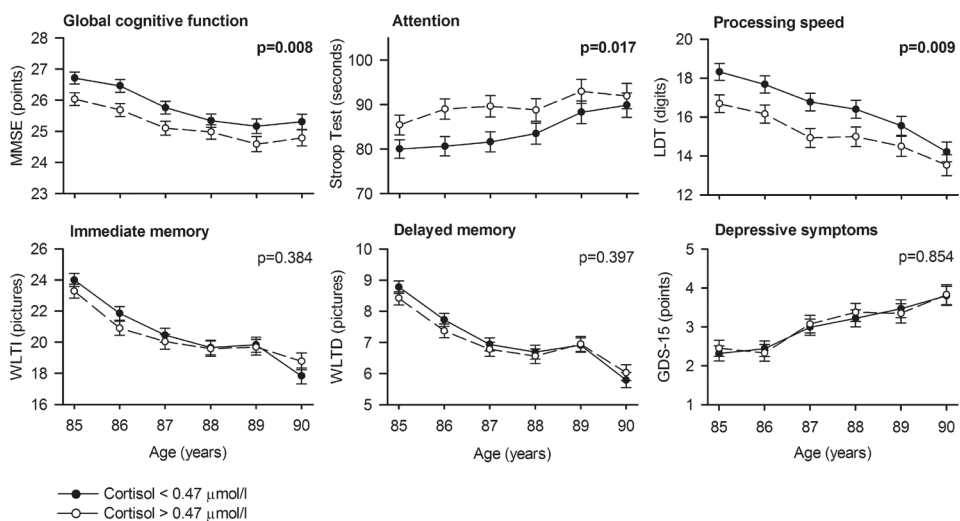 Global cognitive function
p=0.008
MMSE (points)
28
27
26
25
24
23
Attention
p=0.017
Stroop Test (seconds)
100
90
80
70
Processing speed
p=0.009
LDT (digits)
20
18
16
14
12
Immediate memory
p=0.384
WLTI (pictures)
26
24
22
20
18
16
85 86 87 88 89 90
Age (years)
Delayed memory
p=0.397
WLTD (pictures)
10
9
8
7
6
5
85 86 87 88 89 90
Age (years)
Depressive symptoms
p=0.854
GDS-15 (points)
5
4
3
2
1
85 86 87 88 89 90
Age (years)
Cortisol < 0.47 μmol/l
Cortisol > 0.47 μmol/l